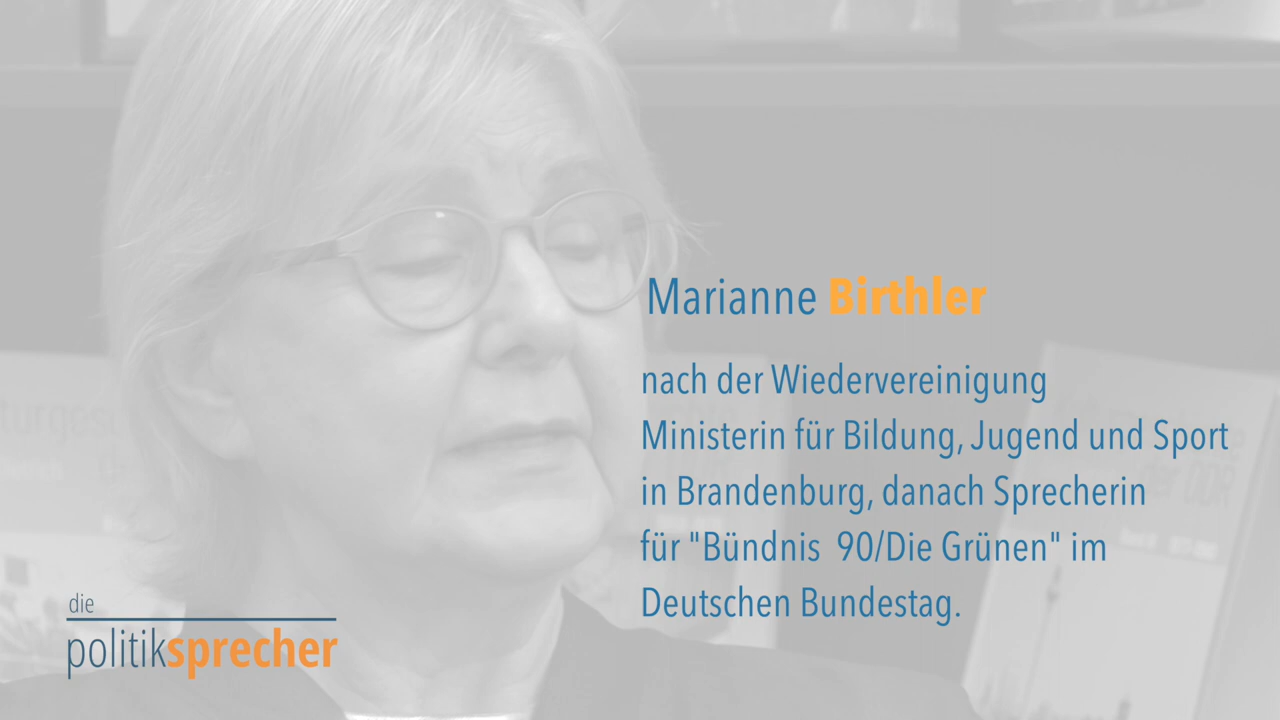 Marianne Birthler
nach der Wiedervereinigung
Ministerin für Bildung, Jugend und Sport
in Brandenburg, danach Sprecherin
für "Bündnis 90/Die Grünen" im
Deutschen Bundestag.
die
politiksprecher